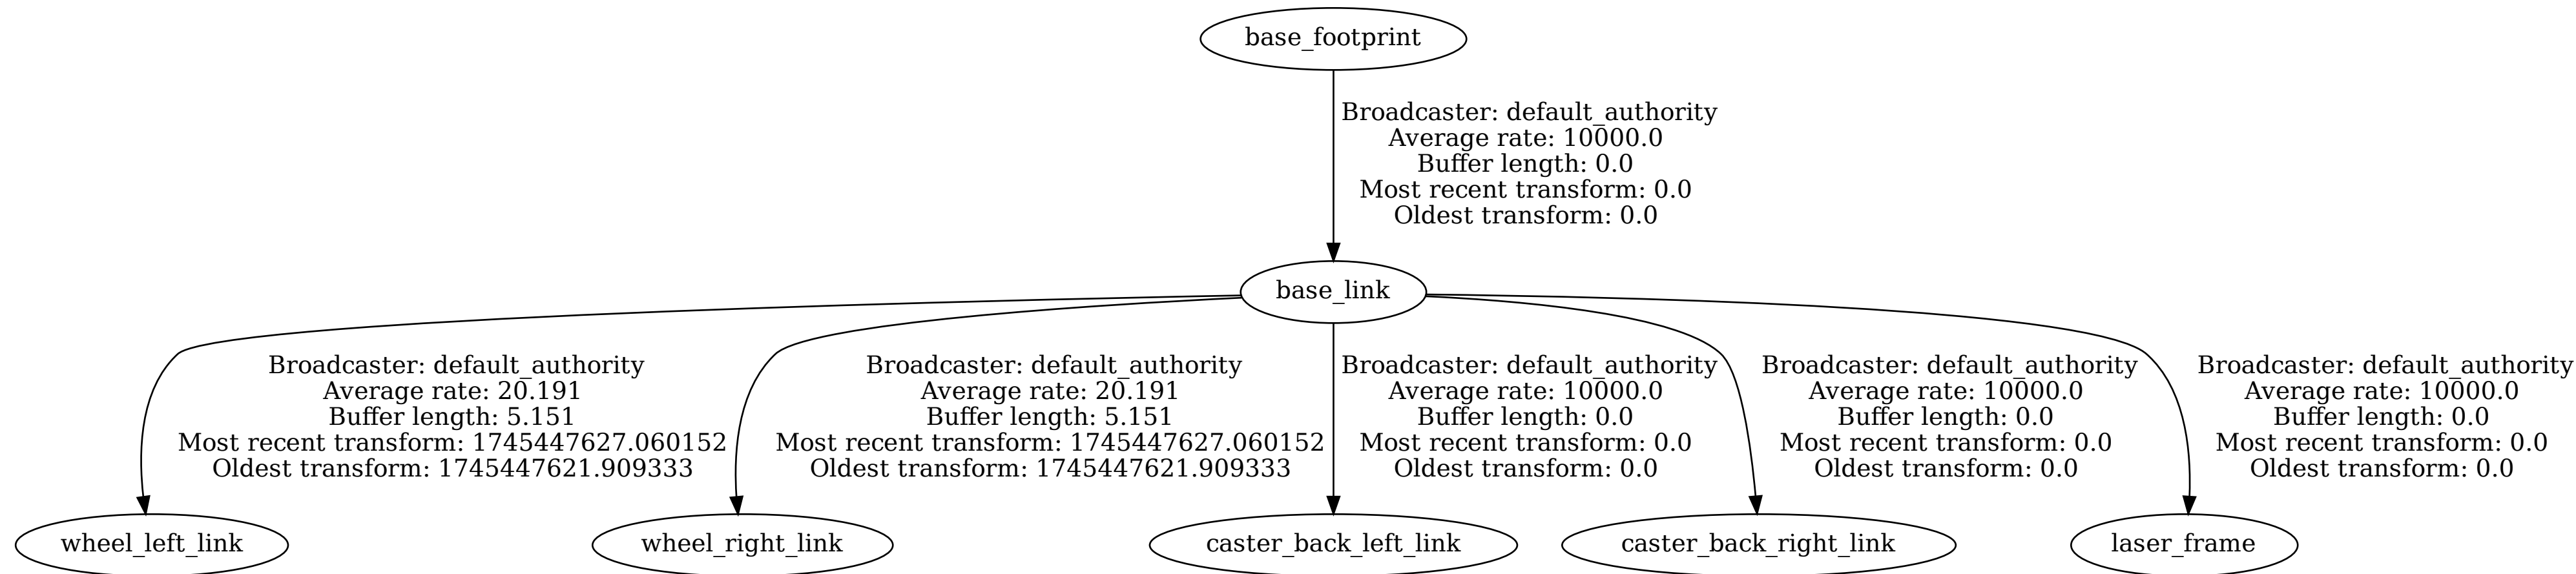 base_footprint
Broadcaster: default_authority
Average rate: 10000.0
Buffer length: 0.0
Most recent transform: 0.0
Oldest transform: 0.0
base_link
Broadcaster: default_authority
Average rate: 20.191
Buffer length: 5.151
Most recent transform: 1745447627.060152
Oldest transform: 1745447621.909333
Broadcaster: default_authority
Average rate: 20.191
Buffer length: 5.151
Most recent transform: 1745447627.060152
Oldest transform: 1745447621.909333
Broadcaster: default_authority
Average rate: 10000.0
Buffer length: 0.0
Most recent transform: 0.0
Oldest transform: 0.0
Broadcaster: default_authority
Average rate: 10000.0
Buffer length: 0.0
Most recent transform: 0.0
Oldest transform: 0.0
Broadcaster: default_authority
Average rate: 10000.0
Buffer length: 0.0
Most recent transform: 0.0
Oldest transform: 0.0
wheel_left_link
wheel_right_link
caster_back_left_link
caster_back_right_link
laser_frame